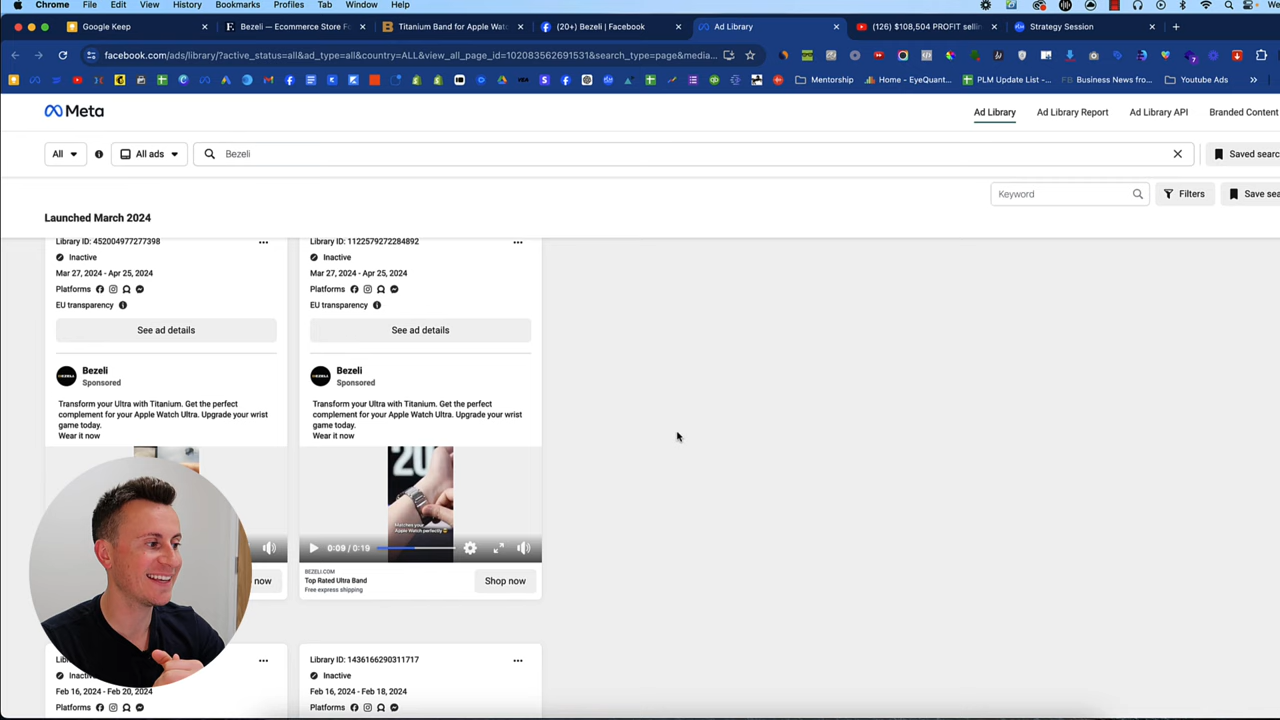 Chrome File Edit View History Bookmarks Profiles Tab Window Help
Google Keep
Bezeli — Ecommerce Store Fo
Titanium Band for Apple Watc
(20+) Bezeli | Facebook
Ad Library
(126) $108,504 PROFIT sellin
Strategy Session
facebook.com/ads/library/?active_status=all&ad_type=all&country=ALL&view_all_page_id=102083562691531&search_type=page&media...
Mentorship
Home - EyeQuant...
PLM Update List -...
Business News fro...
Youtube Ads
Meta
Ad Library
Ad Library Report
Ad Library API
Branded Content
All
All ads
Bezeli
Saved searc
Keyword
Filters
Save sea
Launched March 2024
Library ID: 452004977277398
Inactive
Mar 27, 2024 - Apr 25, 2024
Platforms
EU transparency
See ad details
Bezeli
Sponsored
Transform your Ultra with Titanium. Get the perfect
complement for your Apple Watch Ultra. Upgrade your wrist
game today.
Wear it now
now
Library ID: 1122579272284892
Inactive
Mar 27, 2024 - Apr 25, 2024
Platforms
EU transparency
See ad details
Bezeli
Sponsored
Transform your Ultra with Titanium. Get the perfect
complement for your Apple Watch Ultra. Upgrade your wrist
game today.
Wear it now
20
Matches your
Apple Watch perfectly
0:09 / 0:19
BEZELI.COM
Top Rated Ultra Band
Free express shipping
Shop now
Inactive
Feb 16, 2024 - Feb 20, 2024
Platforms
Library ID: 1436166290311717
Inactive
Feb 16, 2024 - Feb 18, 2024
Platforms